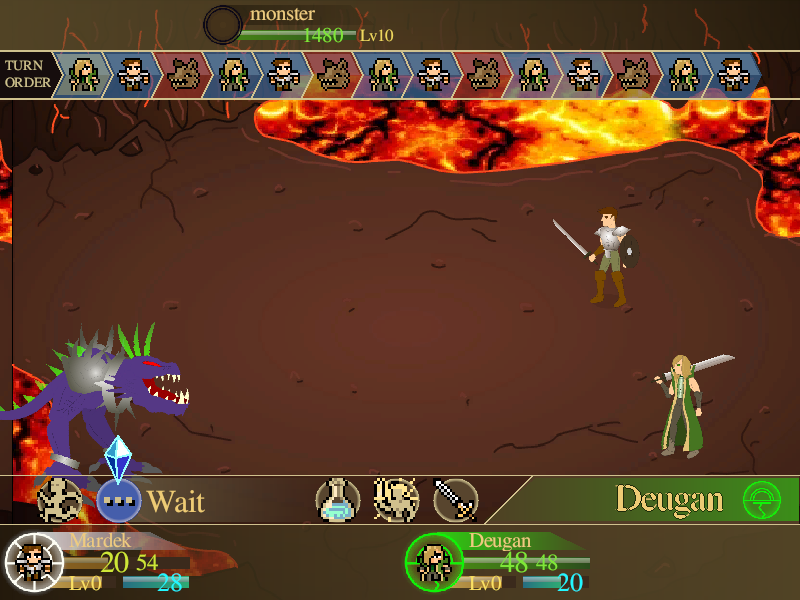 monster
1480 Lv10
TURN
ORDER
Wait
Deugan
Mardek
20 54
Lv0 28
Deugan
48 48
Lv0 20